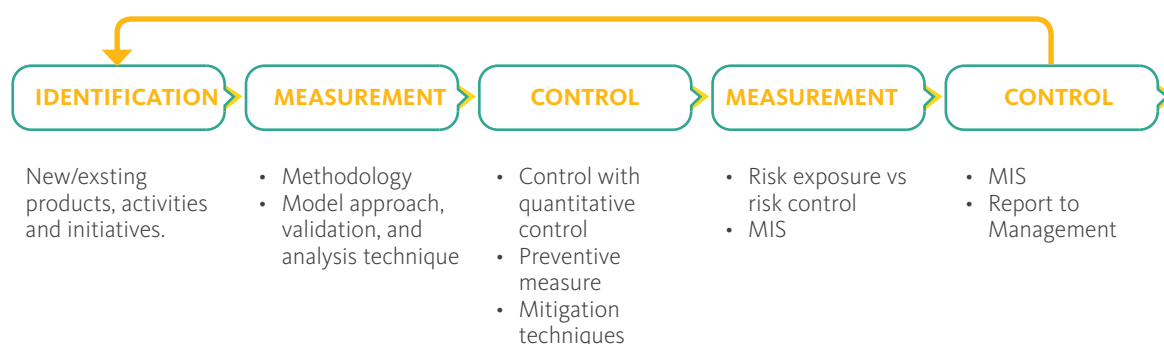 IDENTIFICATION
MEASUREMENT
CONTROL
MEASUREMENT
CONTROL
New/exsting
products, activities
and initiatives.
• Methodology
• Model approach,
validation, and
analysis technique
• Control with
quantitative
control
• Preventive
measure
• Mitigation
techniques
• Risk exposure vs
risk control
• MIS
• MIS
• Report to
Management